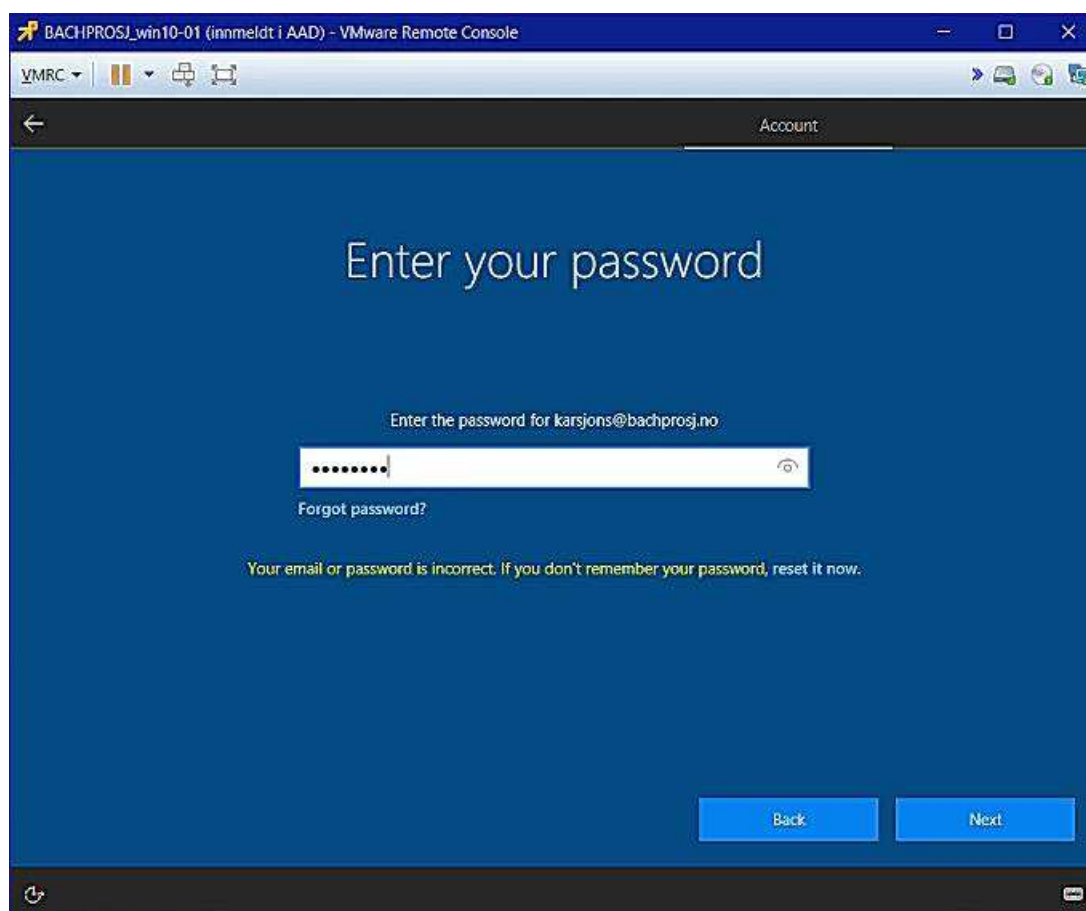 BACHPROSJ_win10-01 (innmeldt i AAD) - VMware Remote Console
VMRC
Account
Enter your password
Enter the password for karsjons@bachprosj.no
Forgot password?
Your email or password is incorrect. If you don't remember your password, reset it now.
Back
Next